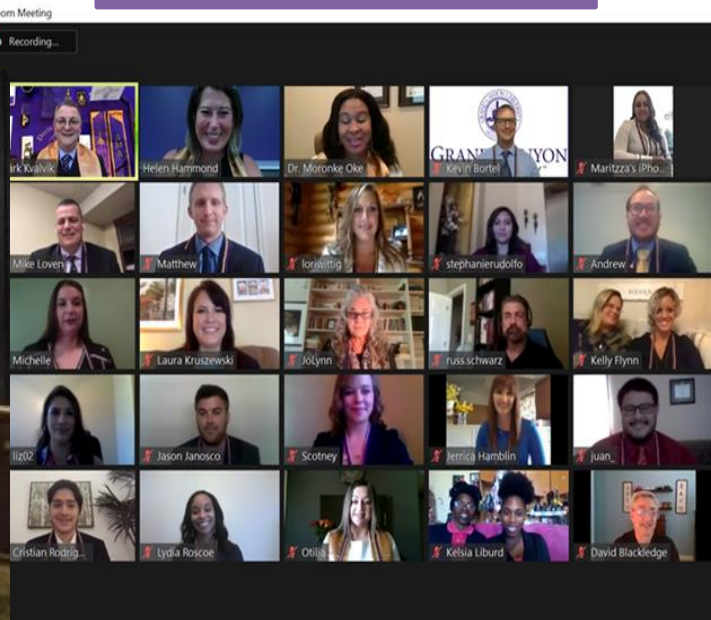 om Meeting
Recording...
rk Kvalvik
Helen Hammond
Dr. Moronke Oke
GRAN
NYON
Kevin Bortel
Maritzza's iPho...
Mike Loven
Matthew
loriwittig
stephanierudolfo
Andrew
Michelle
Laura Kruszewski
JoLynn
russ.schwarz
Kelly Flynn
liz02
Jason Janosco
Scotney
Jerrica Hamblin
juan_
Cristian Rodrig...
Lydia Roscoe
Otilia
Kelsia Liburd
David Blackledge